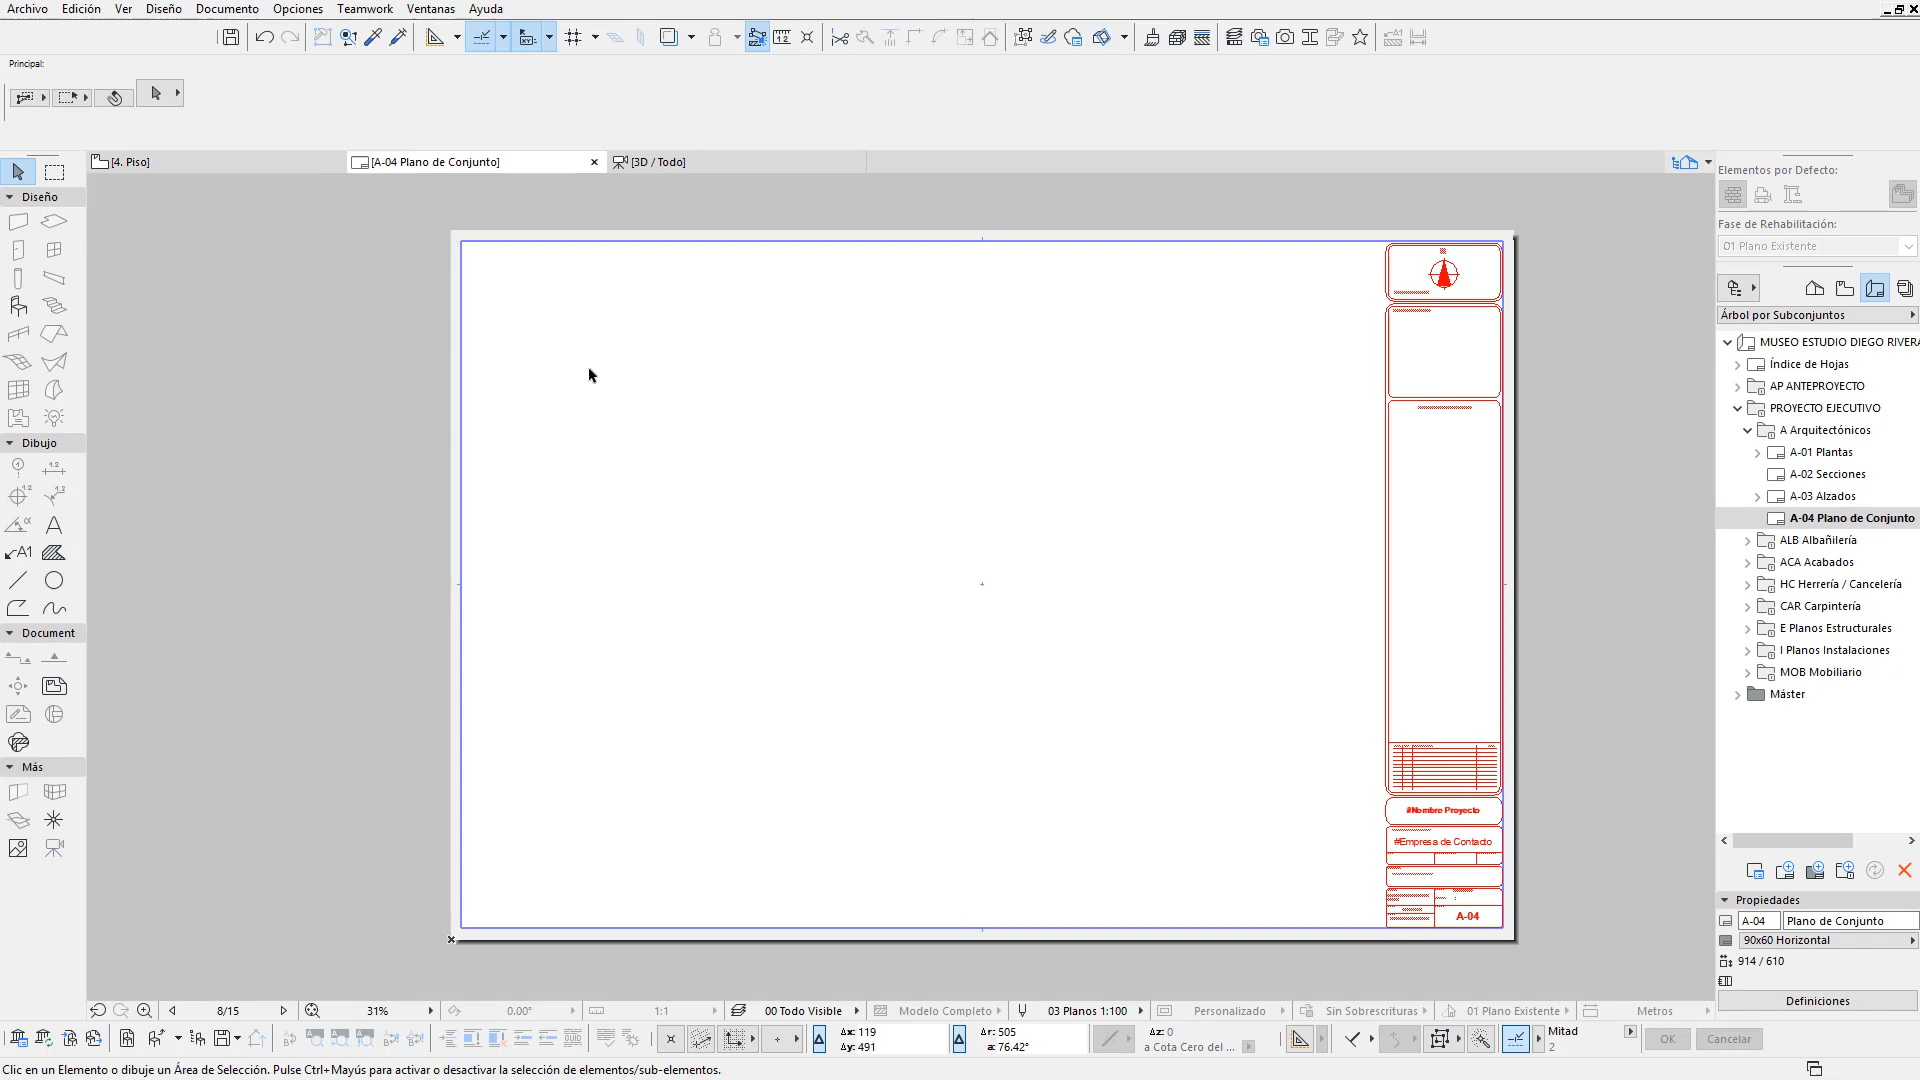 Archivo Edición Ver Diseño Documento Opciones Teamwork Ventanas Ayuda
Principal:
[4. Piso]
[A-04 Plano de Conjunto]
[3D / Todo]
Diseño
Dibujo
Document
Más
Elementos por Defecto:
Fase de Rehabilitación:
01 Plano Existente
Árbol por Subconjuntos
MUSEO ESTUDIO DIEGO RIVERA
Índice de Hojas
AP ANTEPROYECTO
PROYECTO EJECUTIVO
A Arquitectónicos
A-01 Plantas
A-02 Secciones
A-03 Alzados
A-04 Plano de Conjunto
ALB Albañilería
ACA Acabados
HC Herrería / Cancelería
CAR Carpintería
E Planos Estructurales
I Planos Instalaciones
MOB Mobiliario
Máster
#Nombre Proyecto
#Empresa de Contacto
A-04
Propiedades
A-04 Plano de Conjunto
90x60 Horizontal
914 / 610
Definiciones
8/15 31% 0.00° 1:1 00 Todo Visible Modelo Completo 03 Planos 1:100 Personalizado Sin Sobrescrituras 01 Plano Existente Metros
Δx: 119 Δr: 505 Δz: 0 Mitad
Δy: 491 a: 76.42° a Cota Cero del ... 2
OK Cancelar
Clic en un Elemento o dibuje un Área de Selección. Pulse Ctrl+Mayús para activar o desactivar la selección de elementos/sub-elementos.